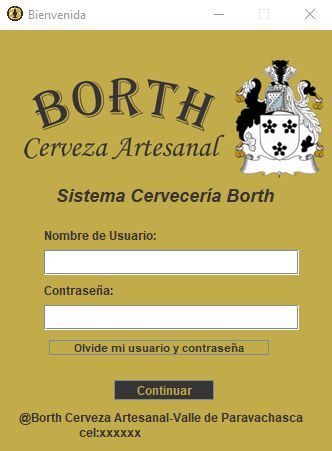 Bienvenida
BORTH
Cerveza Artesanal
Sistema Cervecería Borth
Nombre de Usuario:
Contraseña:
Olvide mi usuario y contraseña
Continuar
@Borth Cerveza Artesanal-Valle de Paravachasca
cel:xxxxxx